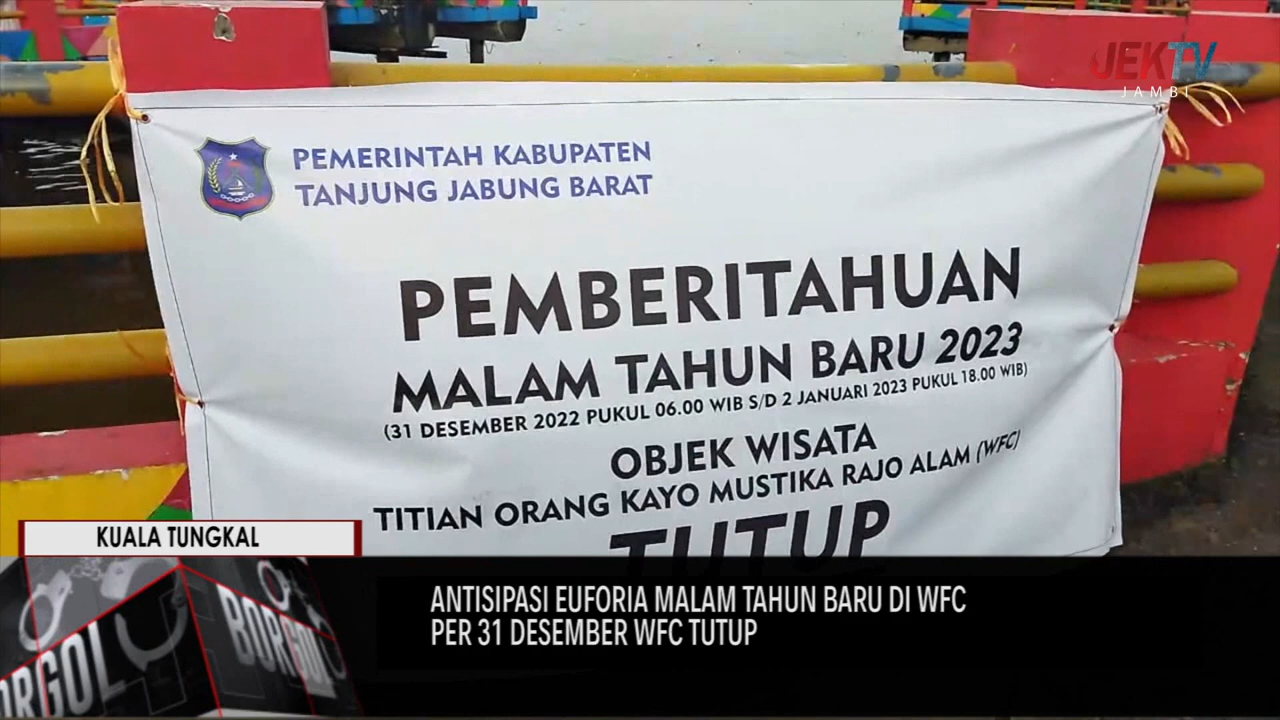 JEKTV
JAMBI
PEMERINTAH KABUPATEN
TANJUNG JABUNG BARAT
PEMBERITAHUAN
MALAM TAHUN BARU 2023
(31 DESEMBER 2022 PUKUL 06.00 WIB S/D 2 JANUARI 2023 PUKUL 18.00 WIB)
OBJEK WISATA
TITIAN ORANG KAYO MUSTIKA RAJO ALAM (WFC)
TUTUP
KUALA TUNGKAL
BORGOL
BORGOL
ANTISIPASI EUFORIA MALAM TAHUN BARU DI WFC
PER 31 DESEMBER WFC TUTUP